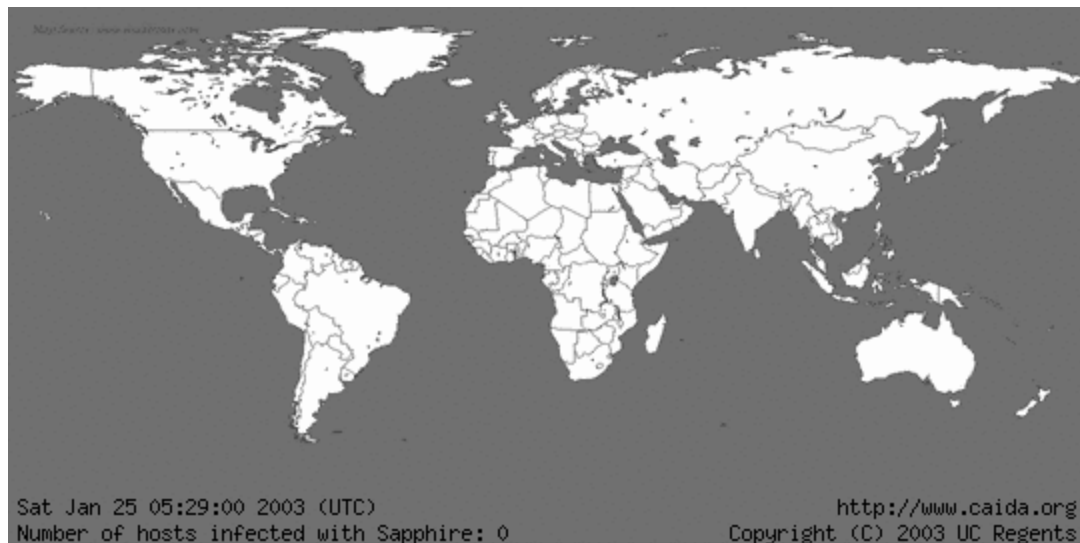 Sat Jan 25 05:29:00 2003 (UTC)
Number of hosts infected with Sapphire: 0
http://www.caida.org
Copyright (C) 2003 UC Regents